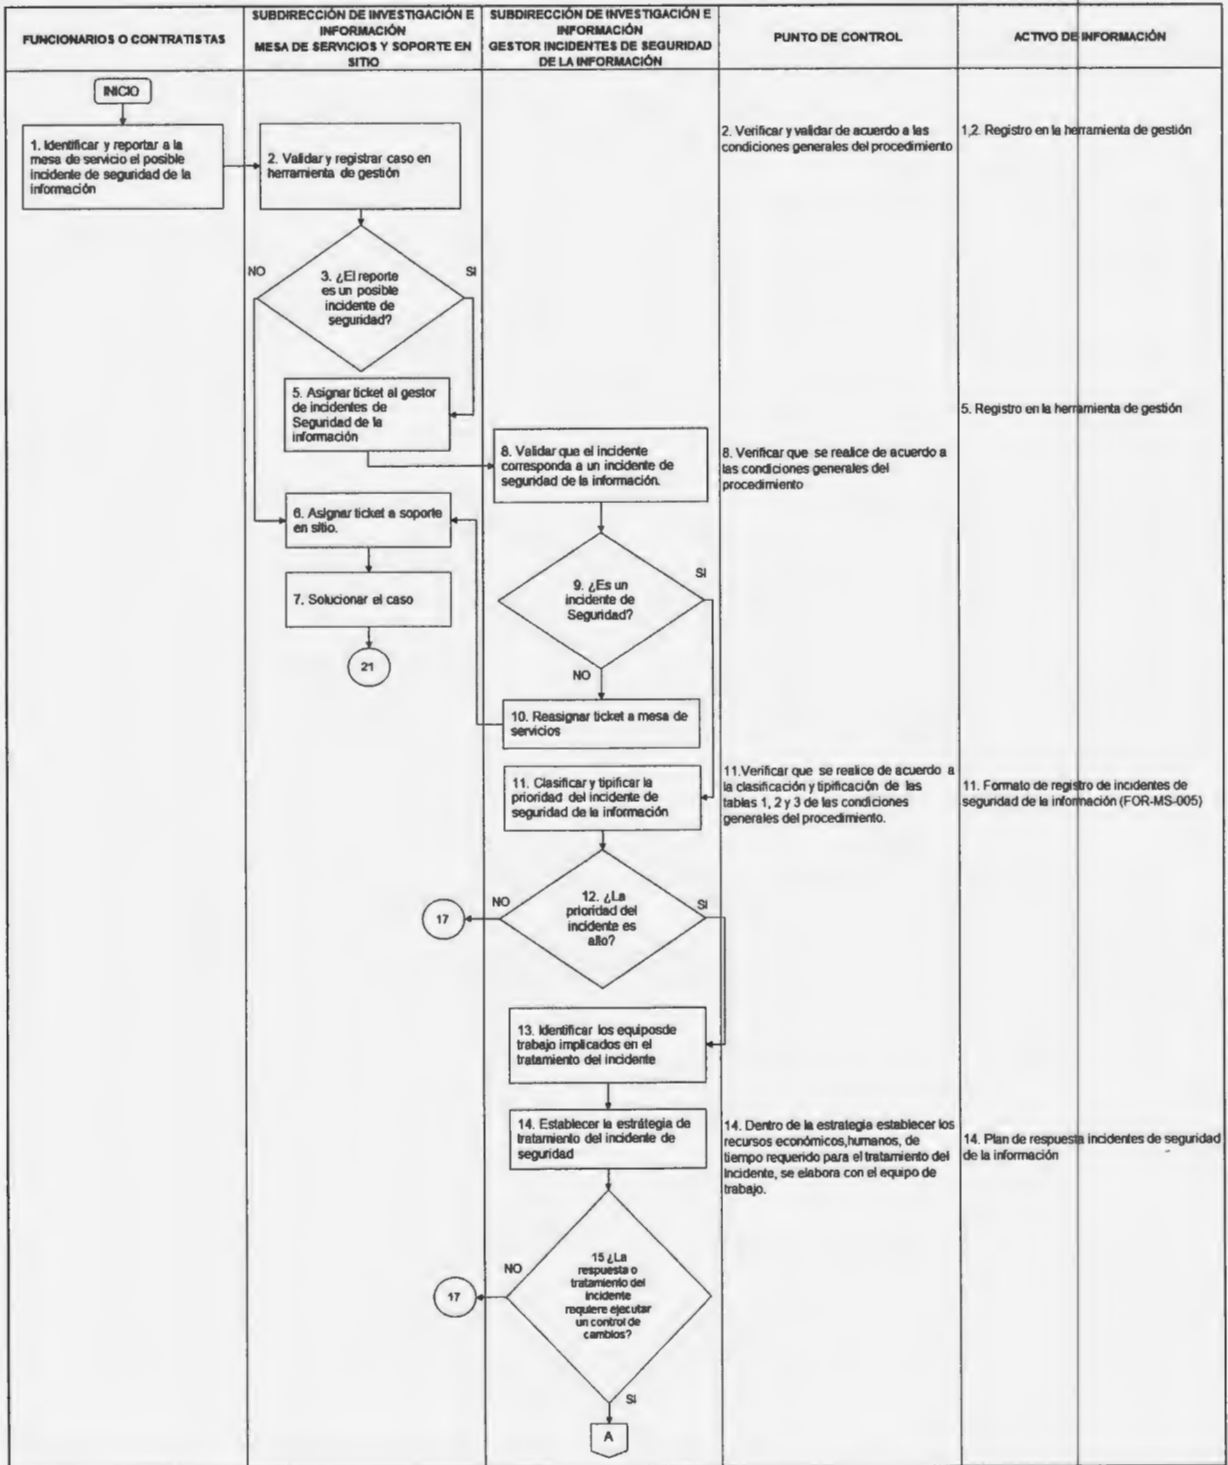 FUNCIONARIOS O CONTRATISTAS
SUBDIRECCIÓN DE INVESTIGACIÓN E
INFORMACIÓN
MESA DE SERVICIOS Y SOPORTE EN
SITIO
SUBDIRECCIÓN DE INVESTIGACIÓN E
INFORMACIÓN
GESTOR INCIDENTES DE SEGURIDAD
DE LA INFORMACIÓN
PUNTO DE CONTROL
ACTIVO DE INFORMACIÓN
INICIO
1. Identificar y reportar a la
mesa de servicio el posible
incidente de seguridad de la
información
2. Validar y registrar caso en
herramienta de gestión
2. Verificar y validar de acuerdo a las
condiciones generales del procedimiento
1,2. Registro en la herramienta de gestión
NO
3. ¿El reporte
es un posible
incidente de
seguridad?
SI
5. Asignar ticket al gestor
de incidentes de
Seguridad de la
información
5. Registro en la herramienta de gestión
8. Validar que el incidente
corresponda a un incidente de
seguridad de la información.
8. Verificar que se realice de acuerdo a
las condiciones generales del
procedimiento
6. Asignar ticket a soporte
en sitio.
7. Solucionar el caso
21
9. ¿Es un
incidente de
Seguridad?
SI
NO
10. Reasignar ticket a mesa de
servicios
11. Clasificar y tipificar la
prioridad del incidente de
seguridad de la información
11.Verificar que se realice de acuerdo a
la clasificación y tipificación de las
tablas 1, 2 y 3 de las condiciones
generales del procedimiento.
11. Formato de registro de incidentes de
seguridad de la información (FOR-MS-005)
17
NO
12. ¿La
prioridad del
incidente es
alto?
SI
13. Identificar los equiposde
trabajo implicados en el
tratamiento del incidente
14. Establecer la estrátegia de
tratamiento del incidente de
seguridad
14. Dentro de la estrategia establecer los
recursos económicos,humanos, de
tiempo requerido para el tratamiento del
incidente, se elabora con el equipo de
trabajo.
14. Plan de respuesta incidentes de seguridad
de la información
17
NO
15 ¿La
respuesta o
tratamiento del
incidente
requiere ejecutar
un control de
cambios?
SI
A